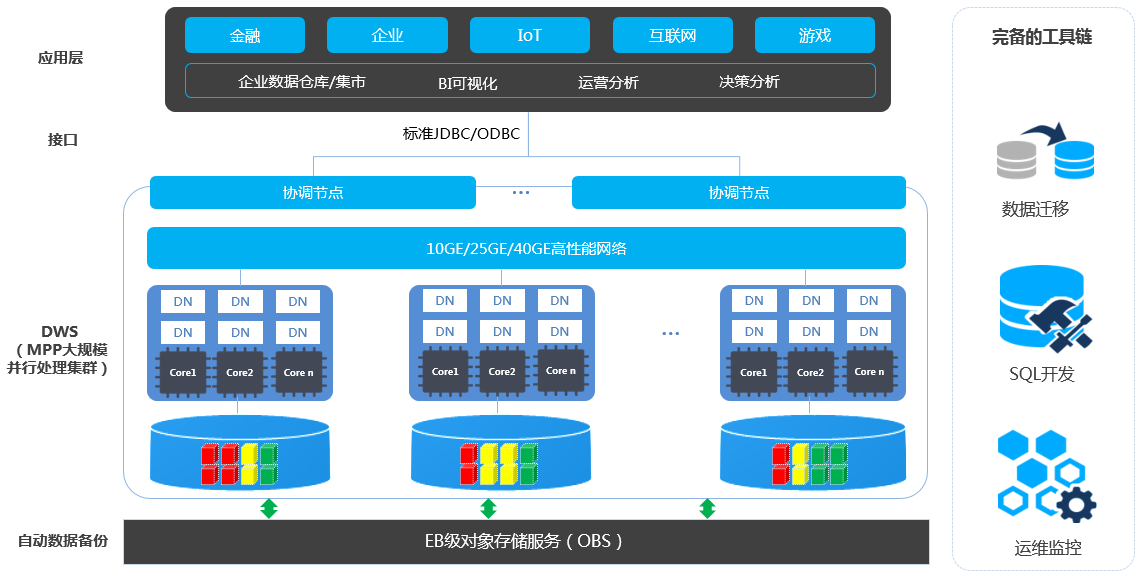 应用层
金融
企业
IoT
互联网
游戏
企业数据仓库/集市
BI可视化
运营分析
决策分析
接口
标准JDBC/ODBC
协调节点
...
协调节点
10GE/25GE/40GE高性能网络
DWS
（MPP大规模
并行处理集群）
DN DN DN
DN DN DN
Core1 Core2 Core n
DN DN DN
DN DN DN
Core1 Core2 Core n
...
DN DN DN
DN DN DN
Core1 Core2 Core n
自动数据备份
EB级对象存储服务（OBS）
完备的工具链
数据迁移
SQL开发
运维监控